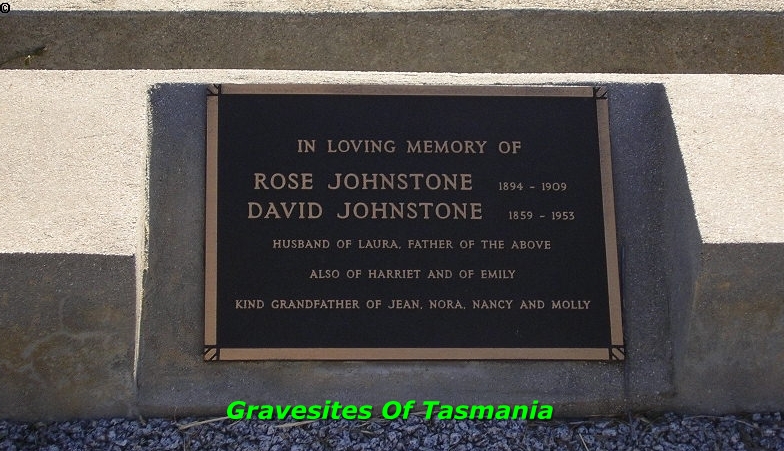 ©
IN LOVING MEMORY OF
ROSE JOHNSTONE 1894 - 1909
DAVID JOHNSTONE 1859 - 1953
HUSBAND OF LAURA, FATHER OF THE ABOVE
ALSO OF HARRIET AND OF EMILY
KIND GRANDFATHER OF JEAN, NORA, NANCY AND MOLLY
Gravesites Of Tasmania